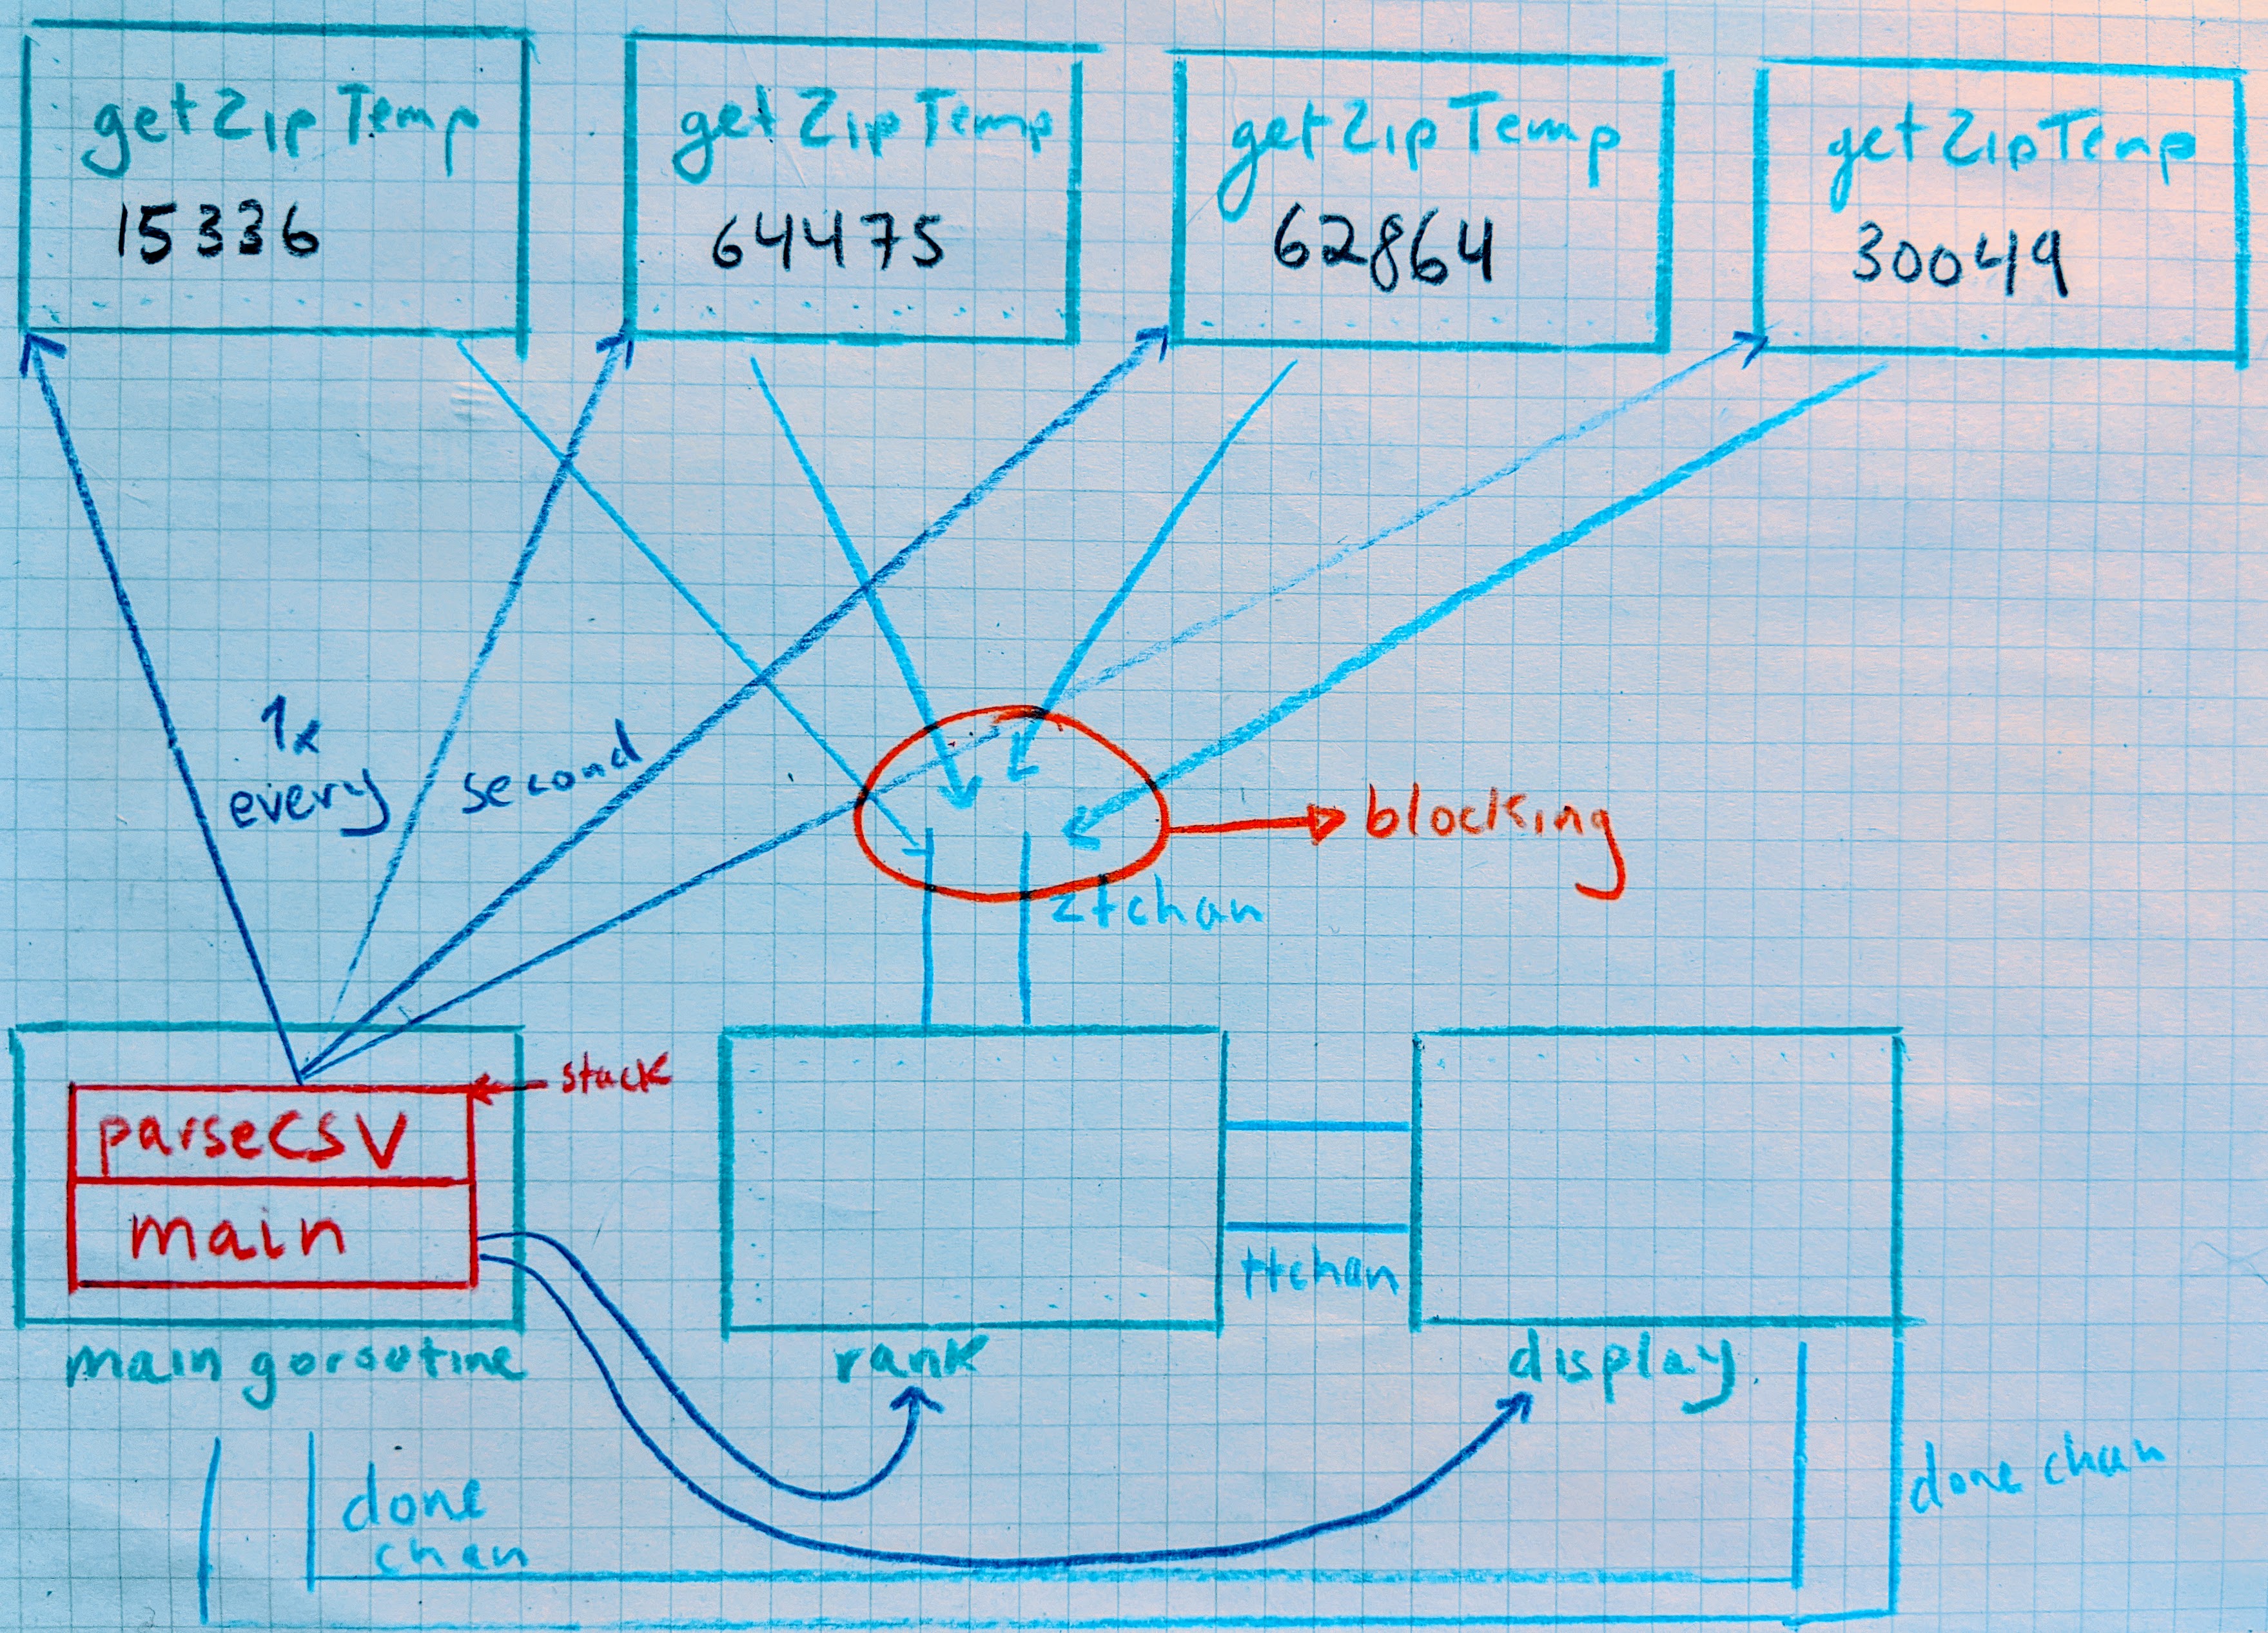 getZipTemp
15336
getZipTemp
64475
getZipTemp
62864
getZipTemp
30049
1x
every second
blocking
ztchan
stack
parseCSV
main
ttchan
main goroutine
rank
display
done
chan
done chan